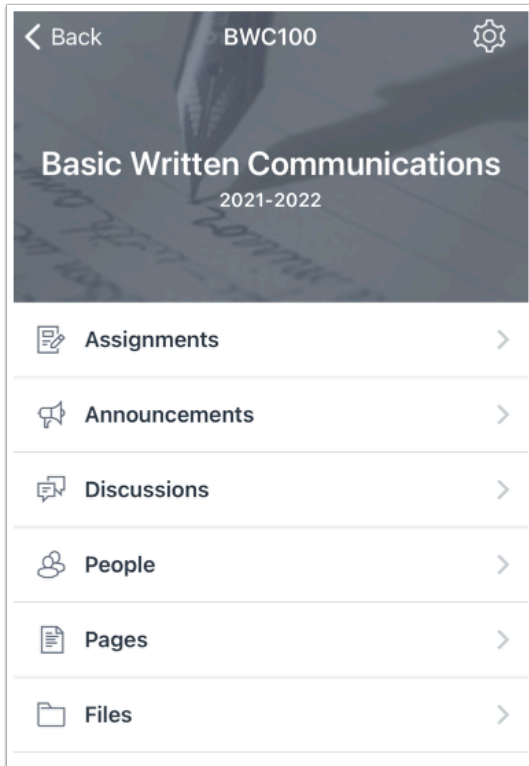 Back
BWC100
Basic Written Communications
2021-2022
Assignments
Announcements
Discussions
People
Pages
Files